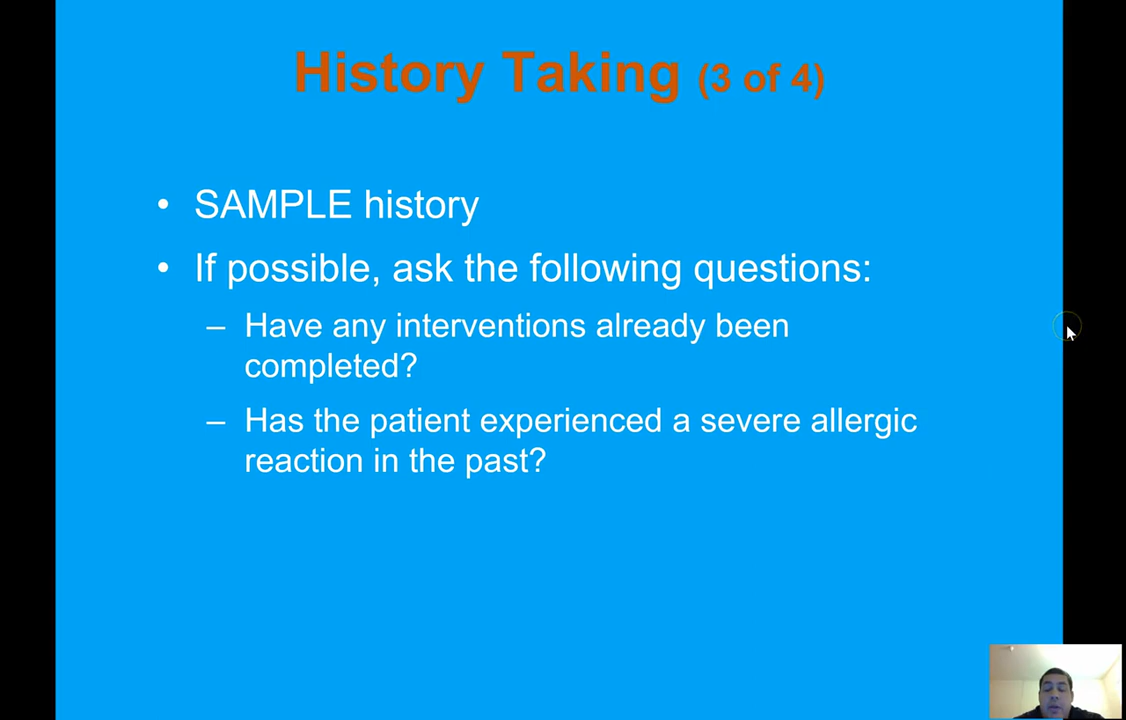 History Taking (3 of 4)
• SAMPLE history
• If possible, ask the following questions:
– Have any interventions already been
completed?
– Has the patient experienced a severe allergic
reaction in the past?